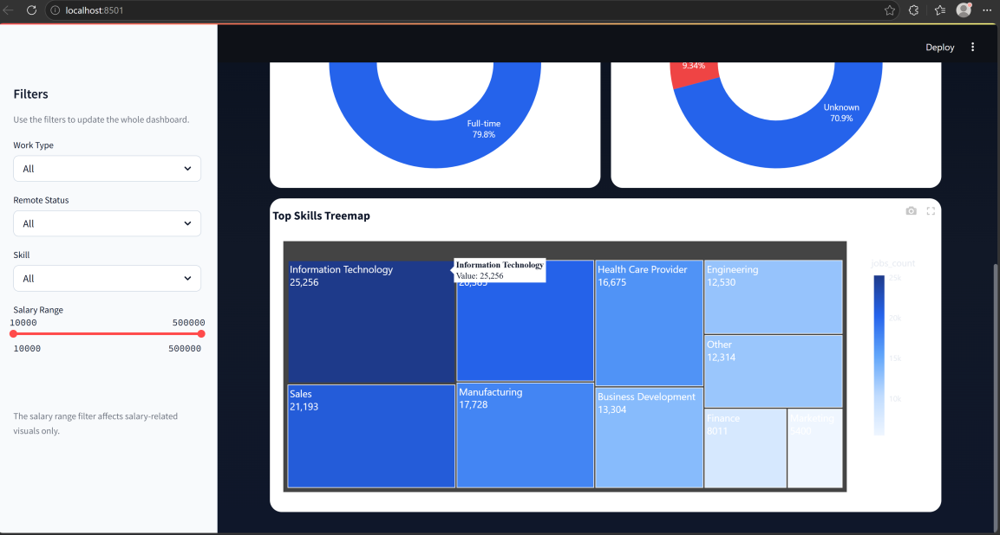 localhost:8501
Deploy
Filters
Use the filters to update the whole dashboard.
Work Type
All
Remote Status
All
Skill
All
Salary Range
10000 500000
10000 500000
The salary range filter affects salary-related
visuals only.
Full-time
79.8%
9.34%
Unknown
70.9%
Top Skills Treemap
Information Technology
25,256
Information Technology
Value: 25,256
Health Care Provider
16,675
Engineering
12,530
Other
12,314
Sales
21,193
Manufacturing
17,728
Business Development
13,304
Finance
8011
Marketing
5400
jobs_count
25k
20k
15k
10k